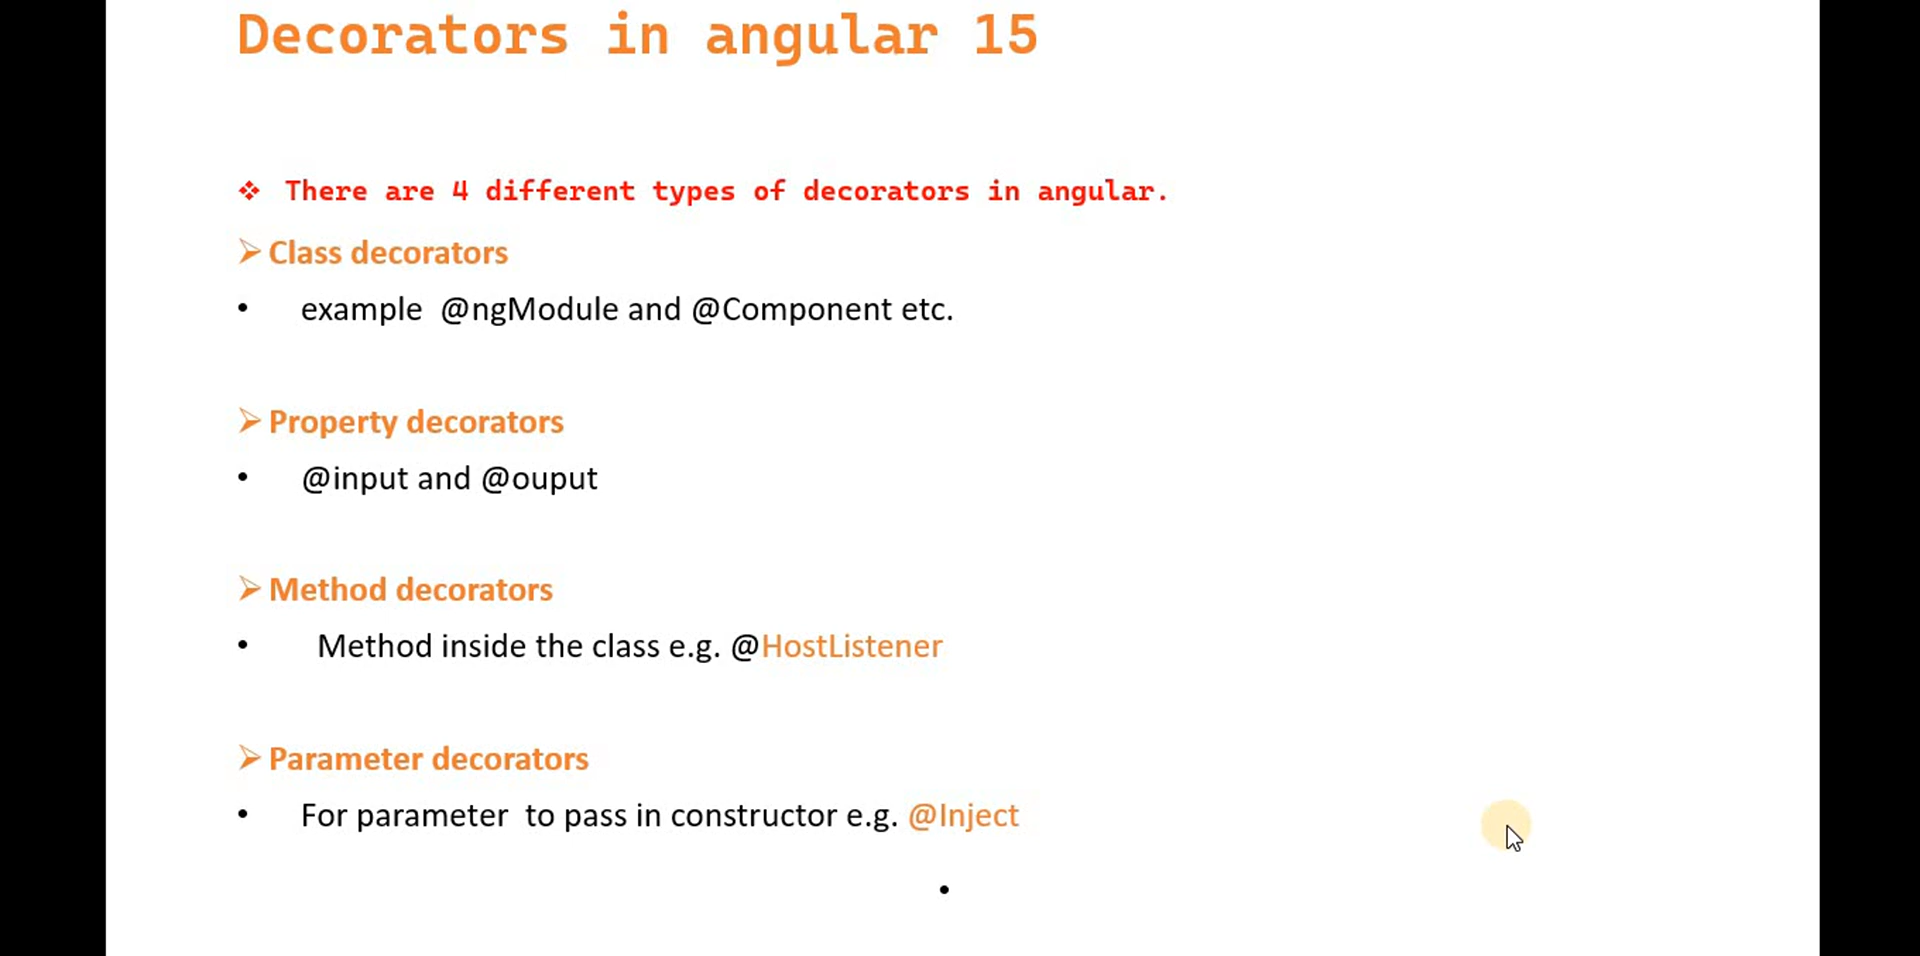 Decorators in angular 15
❖ There are 4 different types of decorators in angular.
➢ Class decorators
• example @ngModule and @Component etc.
➢ Property decorators
• @input and @ouput
➢ Method decorators
• Method inside the class e.g. @HostListener
➢ Parameter decorators
• For parameter to pass in constructor e.g. @Inject
•